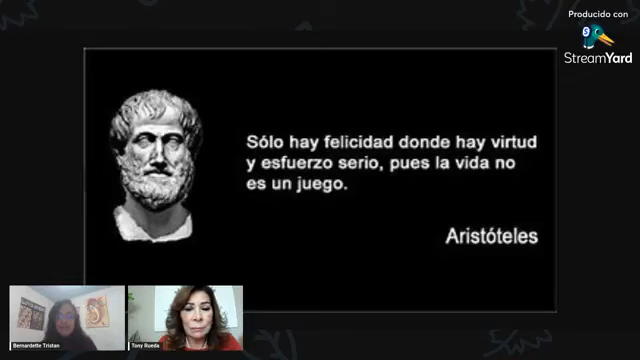 Producido con
StreamYard
Sólo hay felicidad donde hay virtud
y esfuerzo serio, pues la vida no
es un juego.
Aristóteles
Bernardette Tristan
Tony Rueda